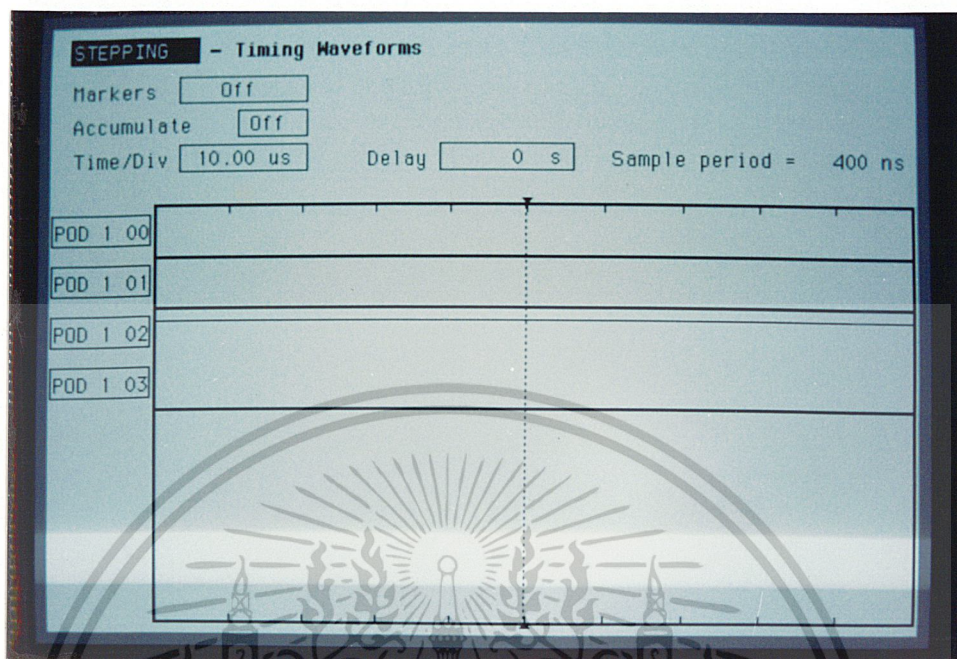 STEPPING - Timing Waveforms
Markers Off
Accumulate Off
Time/Div 10.00 us Delay 0 s Sample period = 400 ns
POD 1 00
POD 1 01
POD 1 02
POD 1 03